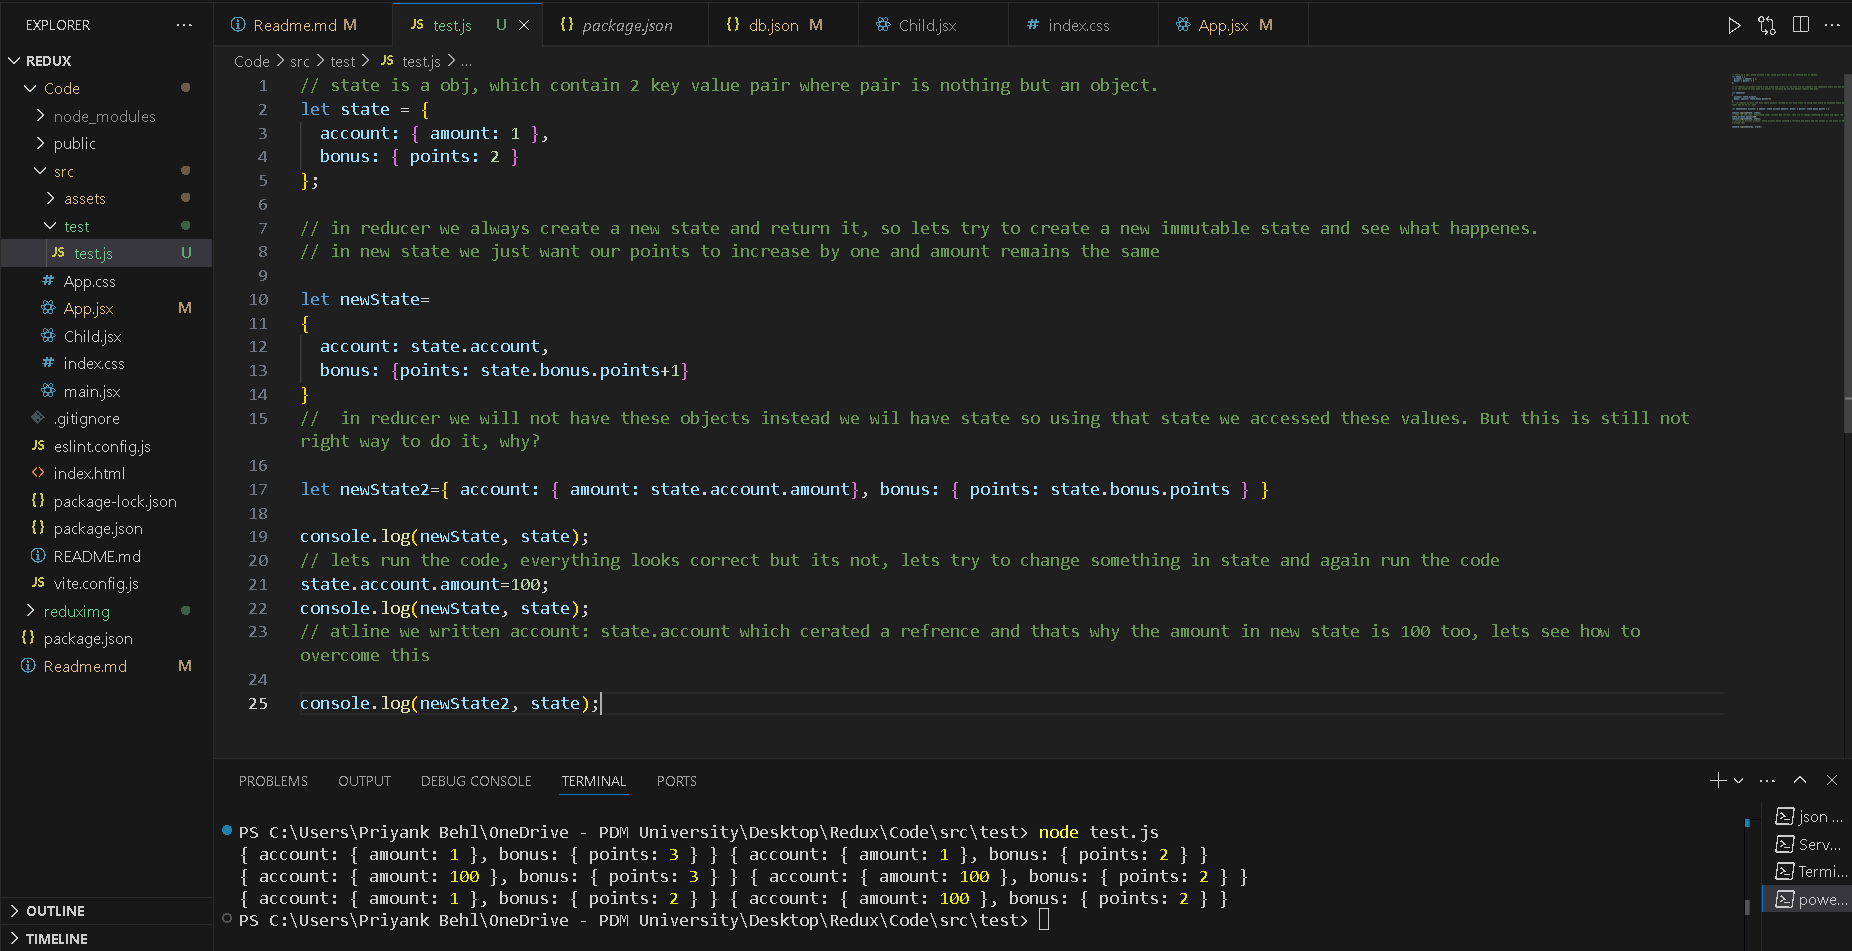 EXPLORER ...
REDUX
Code
node_modules
public
src
assets
test
JS test.js U
# App.css
App.jsx M
Child.jsx
# index.css
main.jsx
.gitignore
JS eslint.config.js
<> index.html
{} package-lock.json
{} package.json
README.md
JS vite.config.js
reduximg
{} package.json
Readme.md M
OUTLINE
TIMELINE
Readme.md M JS test.js U {} package.json {} db.json M Child.jsx # index.css App.jsx M
Code > src > test > JS test.js > ...
1 // state is a obj, which contain 2 key value pair where pair is nothing but an object.
2 let state = {
3 account: { amount: 1 },
4 bonus: { points: 2 }
5 };
6
7 // in reducer we always create a new state and return it, so lets try to create a new immutable state and see what happenes.
8 // in new state we just want our points to increase by one and amount remains the same
9
10 let newState=
11 {
12 account: state.account,
13 bonus: {points: state.bonus.points+1}
14 }
15 //  in reducer we will not have these objects instead we wil have state so using that state we accessed these values. But this is still not
right way to do it, why?
16
17 let newState2={ account: { amount: state.account.amount}, bonus: { points: state.bonus.points } }
18
19 console.log(newState, state);
20 // lets run the code, everything looks correct but its not, lets try to change something in state and again run the code
21 state.account.amount=100;
22 console.log(newState, state);
23 // atline we written account: state.account which cerated a refrence and thats why the amount in new state is 100 too, lets see how to
overcome this
24
25 console.log(newState2, state);
PROBLEMS OUTPUT DEBUG CONSOLE TERMINAL PORTS
PS C:\Users\Priyank Behl\OneDrive - PDM University\Desktop\Redux\Code\src\test> node test.js
{ account: { amount: 1 }, bonus: { points: 3 } } { account: { amount: 1 }, bonus: { points: 2 } }
{ account: { amount: 100 }, bonus: { points: 3 } } { account: { amount: 100 }, bonus: { points: 2 } }
{ account: { amount: 1 }, bonus: { points: 2 } } { account: { amount: 100 }, bonus: { points: 2 } }
PS C:\Users\Priyank Behl\OneDrive - PDM University\Desktop\Redux\Code\src\test>
json ...
Serv...
Termi...
powe...